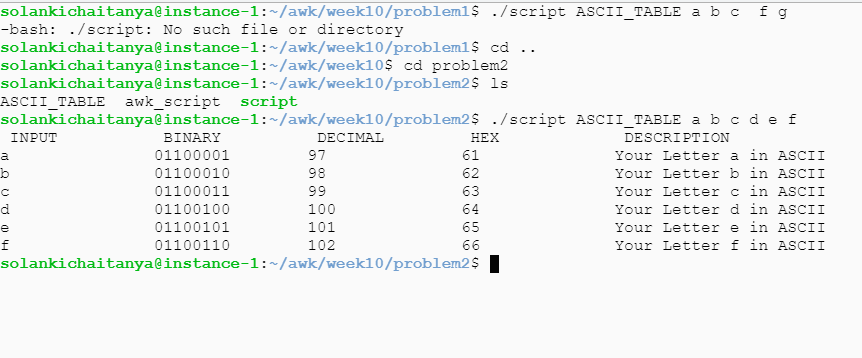 solankichaitanya@instance-1:~/awk/week10/problem1$ ./script ASCII_TABLE a b c  f g
-bash: ./script: No such file or directory
solankichaitanya@instance-1:~/awk/week10/problem1$ cd ..
solankichaitanya@instance-1:~/awk/week10$ cd problem2
solankichaitanya@instance-1:~/awk/week10/problem2$ ls
ASCII_TABLE  awk_script  script
solankichaitanya@instance-1:~/awk/week10/problem2$ ./script ASCII_TABLE a b c d e f
 INPUT           BINARY          DECIMAL         HEX             DESCRIPTION
a               01100001        97              61              Your Letter a in ASCII
b               01100010        98              62              Your Letter b in ASCII
c               01100011        99              63              Your Letter c in ASCII
d               01100100        100             64              Your Letter d in ASCII
e               01100101        101             65              Your Letter e in ASCII
f               01100110        102             66              Your Letter f in ASCII
solankichaitanya@instance-1:~/awk/week10/problem2$